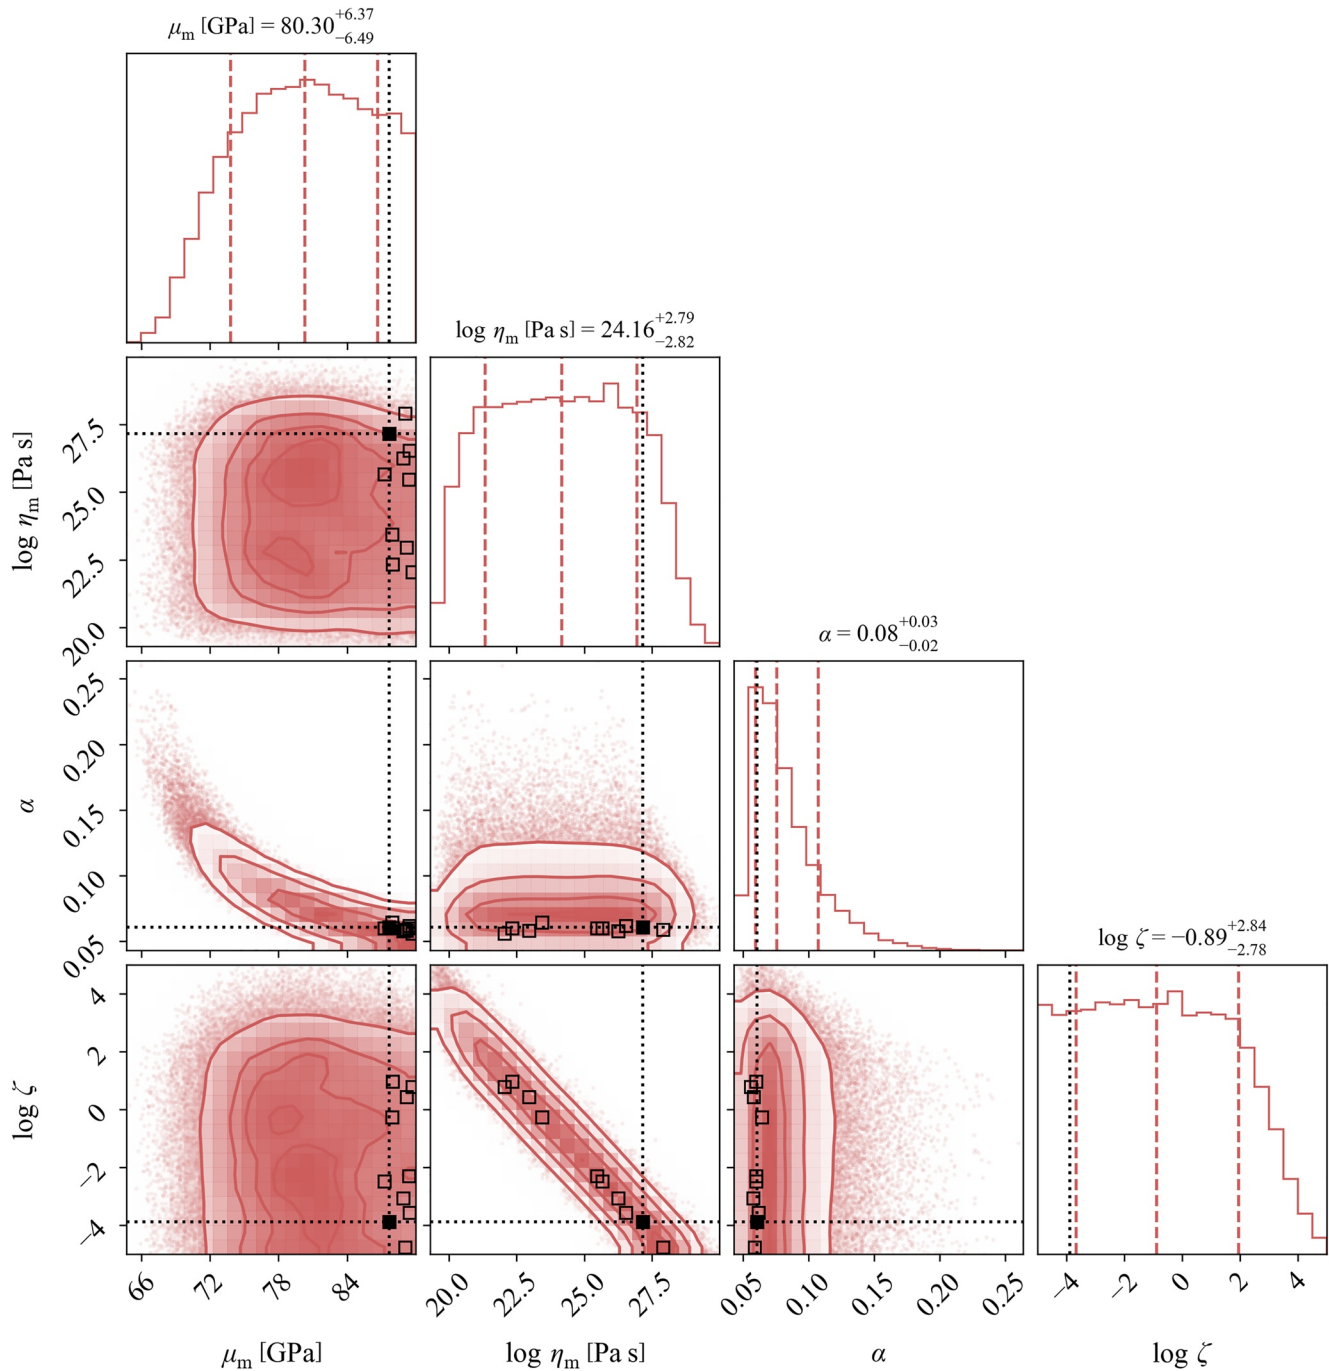 μm [GPa] = 80.30 +6.37 −6.49
log ηm [Pa s] = 24.16 +2.79 −2.82
27.5
25.0
22.5
20.0
log ηm [Pa s]
α = 0.08 +0.03 −0.02
0.25
0.20
0.15
0.10
0.05
α
log ζ = −0.89 +2.84 −2.78
4
2
0
−2
−4
log ζ
66 72 78 84
20.0 22.5 25.0 27.5
0.05 0.10 0.15 0.20 0.25
−4 −2 0 2 4
μm [GPa]
log ηm [Pa s]
α
log ζ